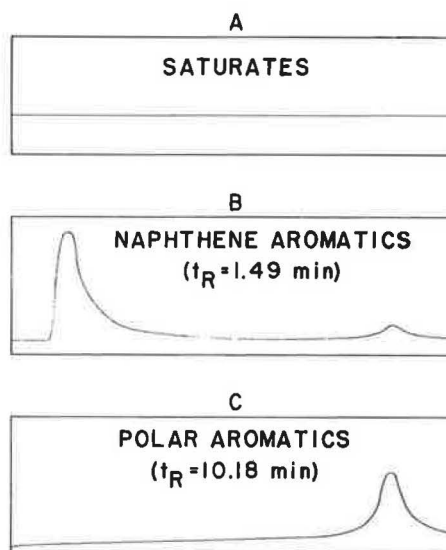 A
SATURATES
B
NAPHTHENE AROMATICS
(tR=1.49 min)
C
POLAR AROMATICS
(tR=10.18 min)